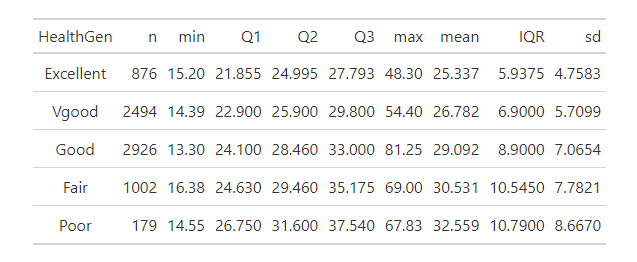 HealthGen n min Q1 Q2 Q3 max mean IQR sd
Excellent 876 15.20 21.855 24.995 27.793 48.30 25.337 5.9375 4.7583
Vgood 2494 14.39 22.900 25.900 29.800 54.40 26.782 6.9000 5.7099
Good 2926 13.30 24.100 28.460 33.000 81.25 29.092 8.9000 7.0654
Fair 1002 16.38 24.630 29.460 35.175 69.00 30.531 10.5450 7.7821
Poor 179 14.55 26.750 31.600 37.540 67.83 32.559 10.7900 8.6670